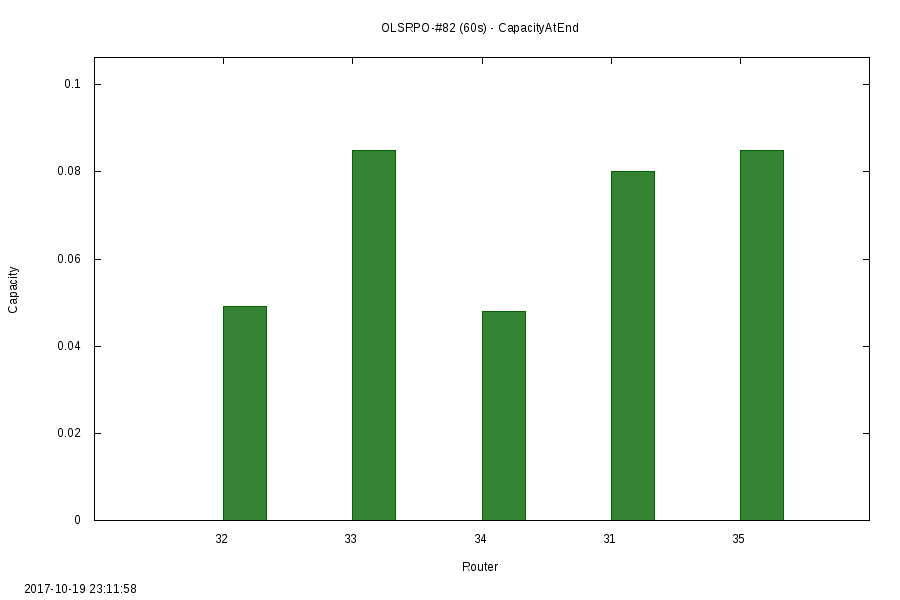 OLSRPO-#82 (60s) - CapacityAtEnd
0.1
0.08
0.06
0.04
0.02
0
Capacity
32 33 34 31 35
Router
2017-10-19 23:11:58